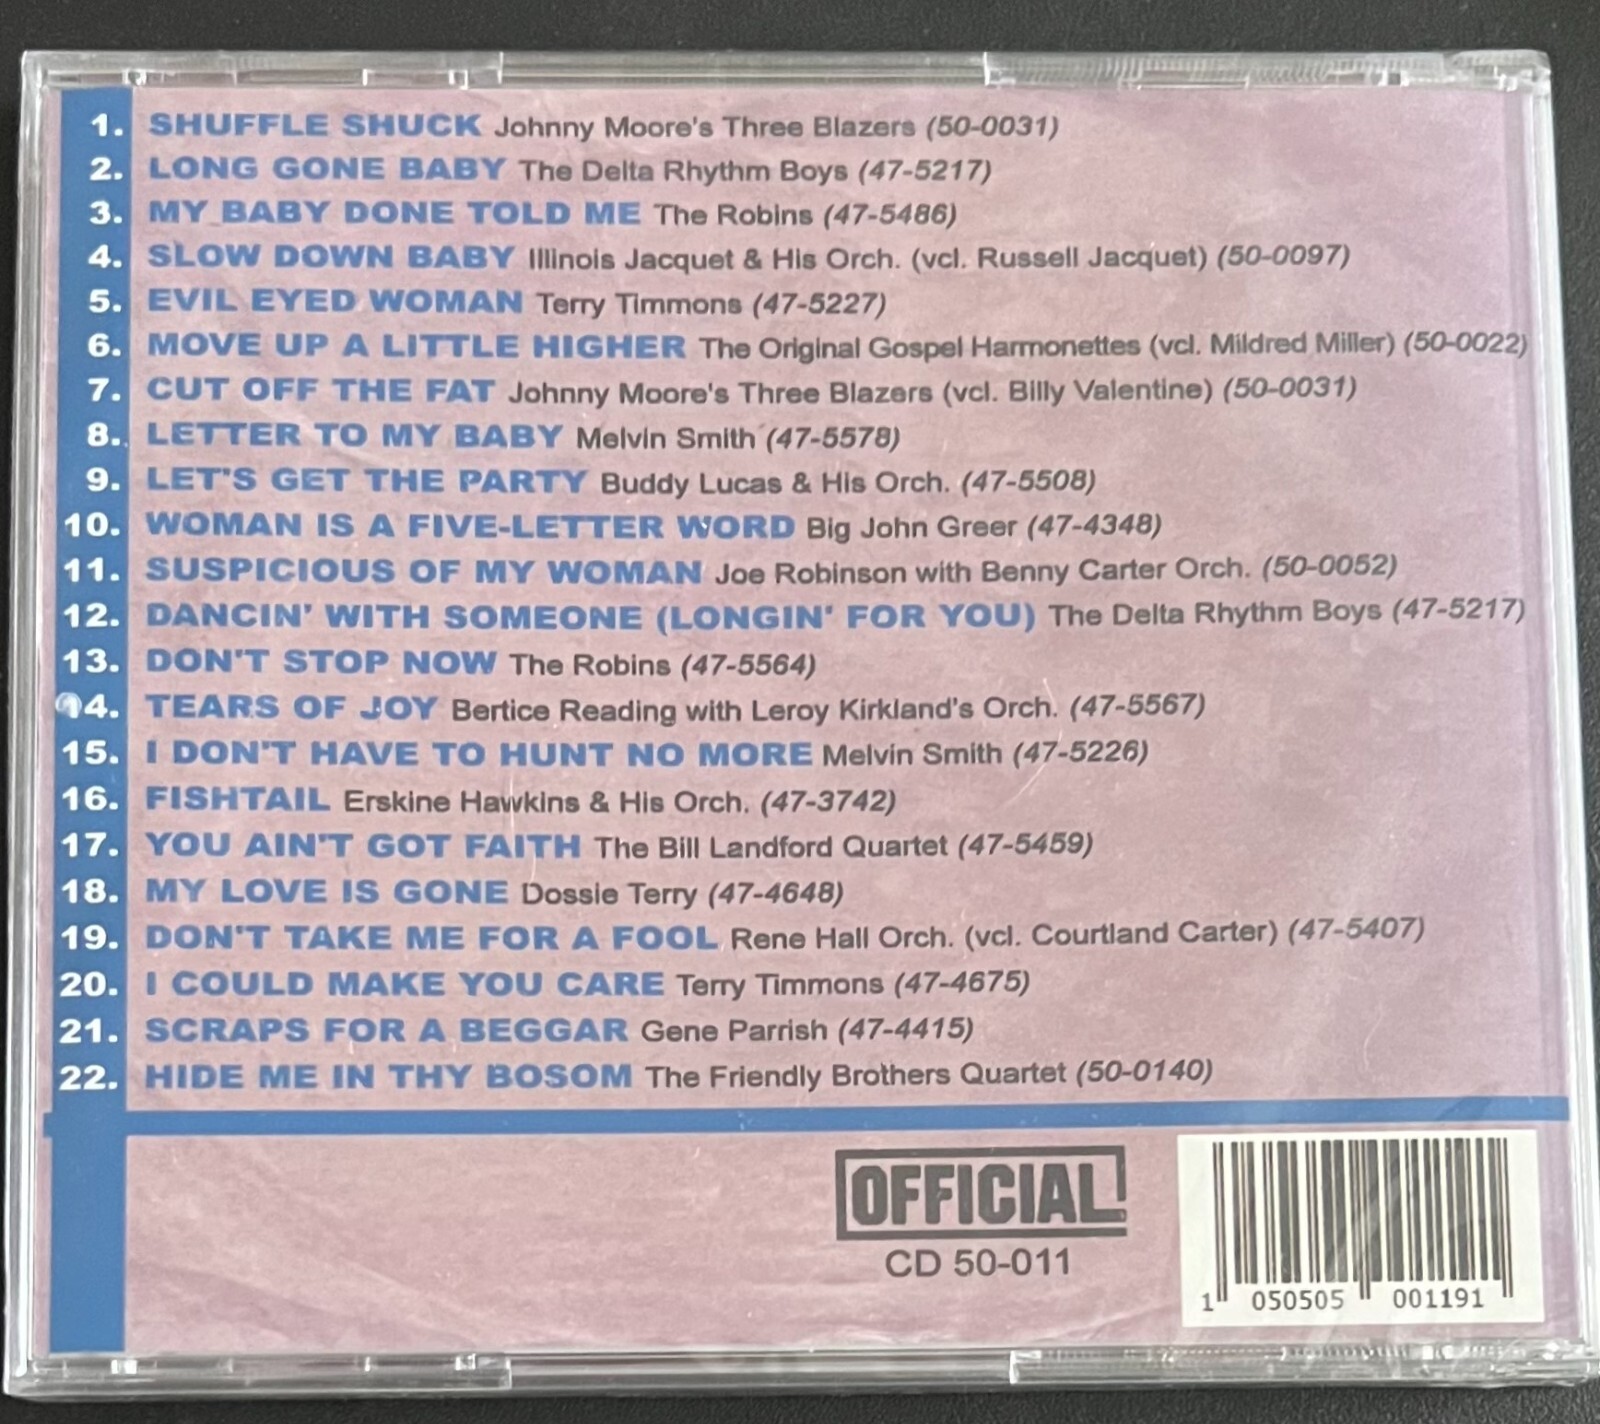 1. SHUFFLE SHUCK Johnny Moore's Three Blazers (50-0031)
2. LONG GONE BABY The Delta Rhythm Boys (47-5217)
3. MY BABY DONE TOLD ME The Robins (47-5486)
4. SLOW DOWN BABY Illinois Jacquet & His Orch. (vcl. Russell Jacquet) (50-0097)
5. EVIL EYED WOMAN Terry Timmons (47-5227)
6. MOVE UP A LITTLE HIGHER The Original Gospel Harmonettes (vcl. Mildred Miller) (50-0022)
7. CUT OFF THE FAT Johnny Moore's Three Blazers (vcl. Billy Valentine) (50-0031)
8. LETTER TO MY BABY Melvin Smith (47-5578)
9. LET'S GET THE PARTY Buddy Lucas & His Orch. (47-5508)
10. WOMAN IS A FIVE-LETTER WORD Big John Greer (47-4348)
11. SUSPICIOUS OF MY WOMAN Joe Robinson with Benny Carter Orch. (50-0052)
12. DANCIN' WITH SOMEONE (LONGIN' FOR YOU) The Delta Rhythm Boys (47-5217)
13. DON'T STOP NOW The Robins (47-5564)
14. TEARS OF JOY Bertice Reading with Leroy Kirkland's Orch. (47-5567)
15. I DON'T HAVE TO HUNT NO MORE Melvin Smith (47-5226)
16. FISHTAIL Erskine Hawkins & His Orch. (47-3742)
17. YOU AIN'T GOT FAITH The Bill Landford Quartet (47-5459)
18. MY LOVE IS GONE Dossie Terry (47-4648)
19. DON'T TAKE ME FOR A FOOL Rene Hall Orch. (vcl. Courtland Carter) (47-5407)
20. I COULD MAKE YOU CARE Terry Timmons (47-4675)
21. SCRAPS FOR A BEGGAR Gene Parrish (47-4415)
22. HIDE ME IN THY BOSOM The Friendly Brothers Quartet (50-0140)
OFFICIAL!
CD 50-011
1 050505 001191